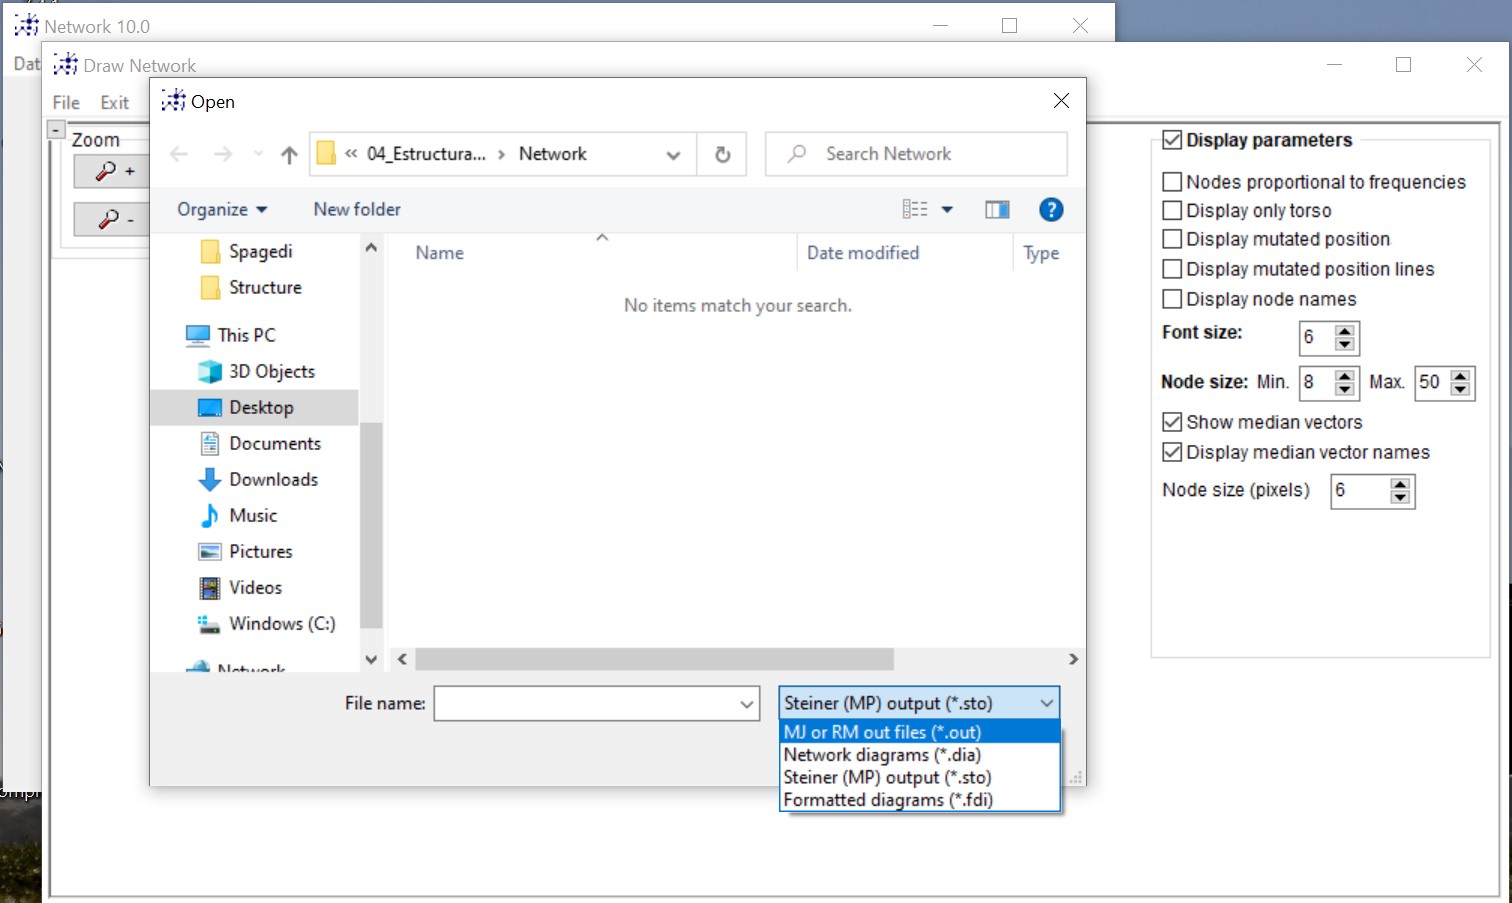 Network 10.0
Dat
Draw Network
File Exit
Open
« 04_Estructura... › Network
Search Network
Organize
New folder
Zoom
+
-
Spagedi
Structure
This PC
3D Objects
Desktop
Documents
Downloads
Music
Pictures
Videos
Windows (C:)
Network
Name
Date modified
Type
No items match your search.
File name:
Steiner (MP) output (*.sto)
MJ or RM out files (*.out)
Network diagrams (*.dia)
Steiner (MP) output (*.sto)
Formatted diagrams (*.fdi)
Display parameters
Nodes proportional to frequencies
Display only torso
Display mutated position
Display mutated position lines
Display node names
Font size: 6
Node size: Min. 8 Max. 50
Show median vectors
Display median vector names
Node size (pixels) 6